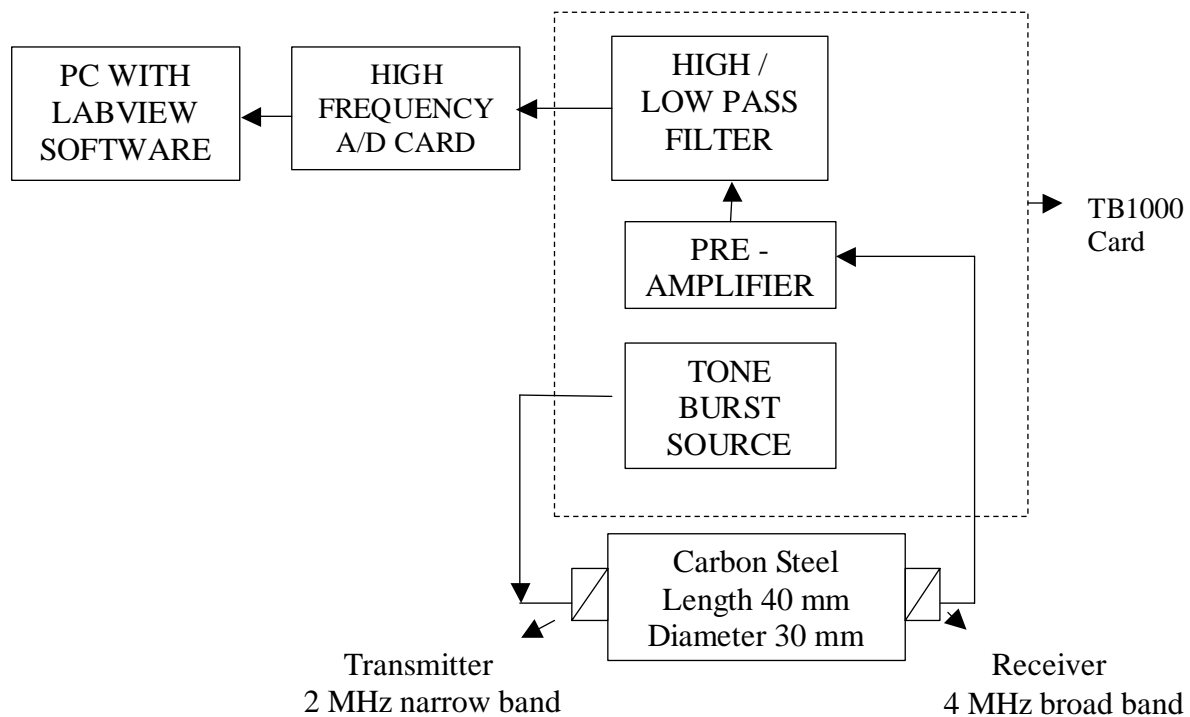 PC WITH
LABVIEW
SOFTWARE
HIGH
FREQUENCY
A/D CARD
HIGH /
LOW PASS
FILTER
TB1000
Card
PRE -
AMPLIFIER
TONE
BURST
SOURCE
Carbon Steel
Length 40 mm
Diameter 30 mm
Transmitter
2 MHz narrow band
Receiver
4 MHz broad band